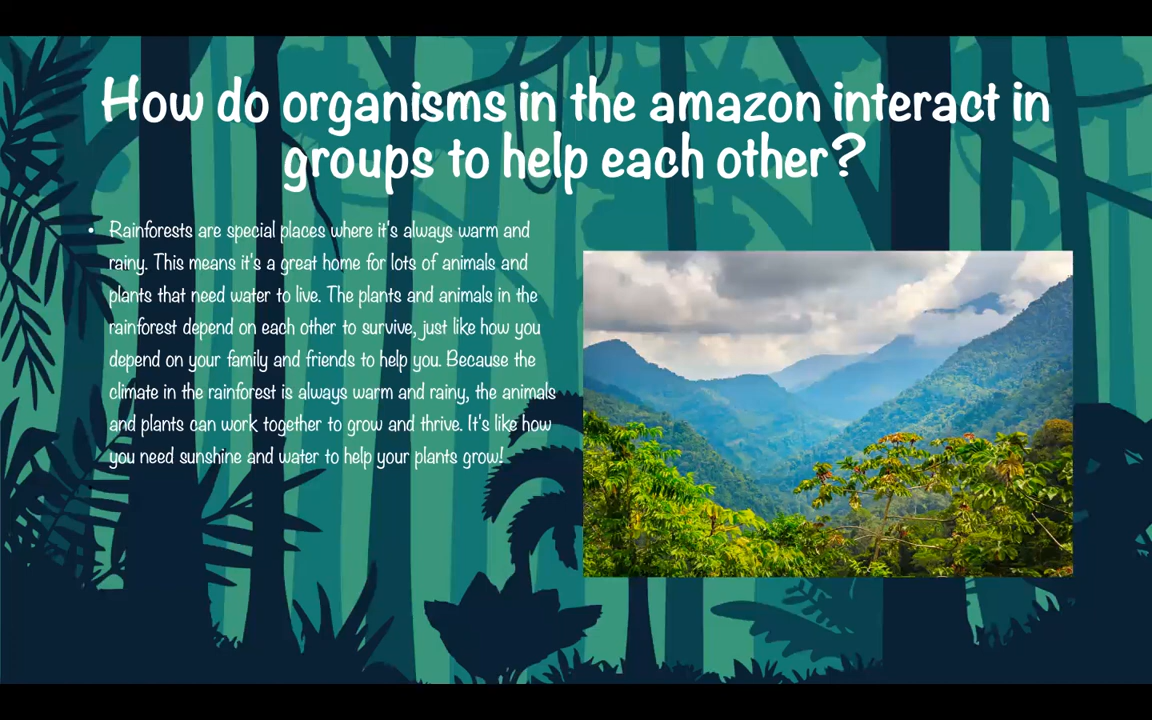 How do organisms in the amazon interact in
groups to help each other?
• Rainforests are special places where it's always warm and
rainy. This means it's a great home for lots of animals and
plants that need water to live. The plants and animals in the
rainforest depend on each other to survive, just like how you
depend on your family and friends to help you. Because the
climate in the rainforest is always warm and rainy, the animals
and plants can work together to grow and thrive. It's like how
you need sunshine and water to help your plants grow!